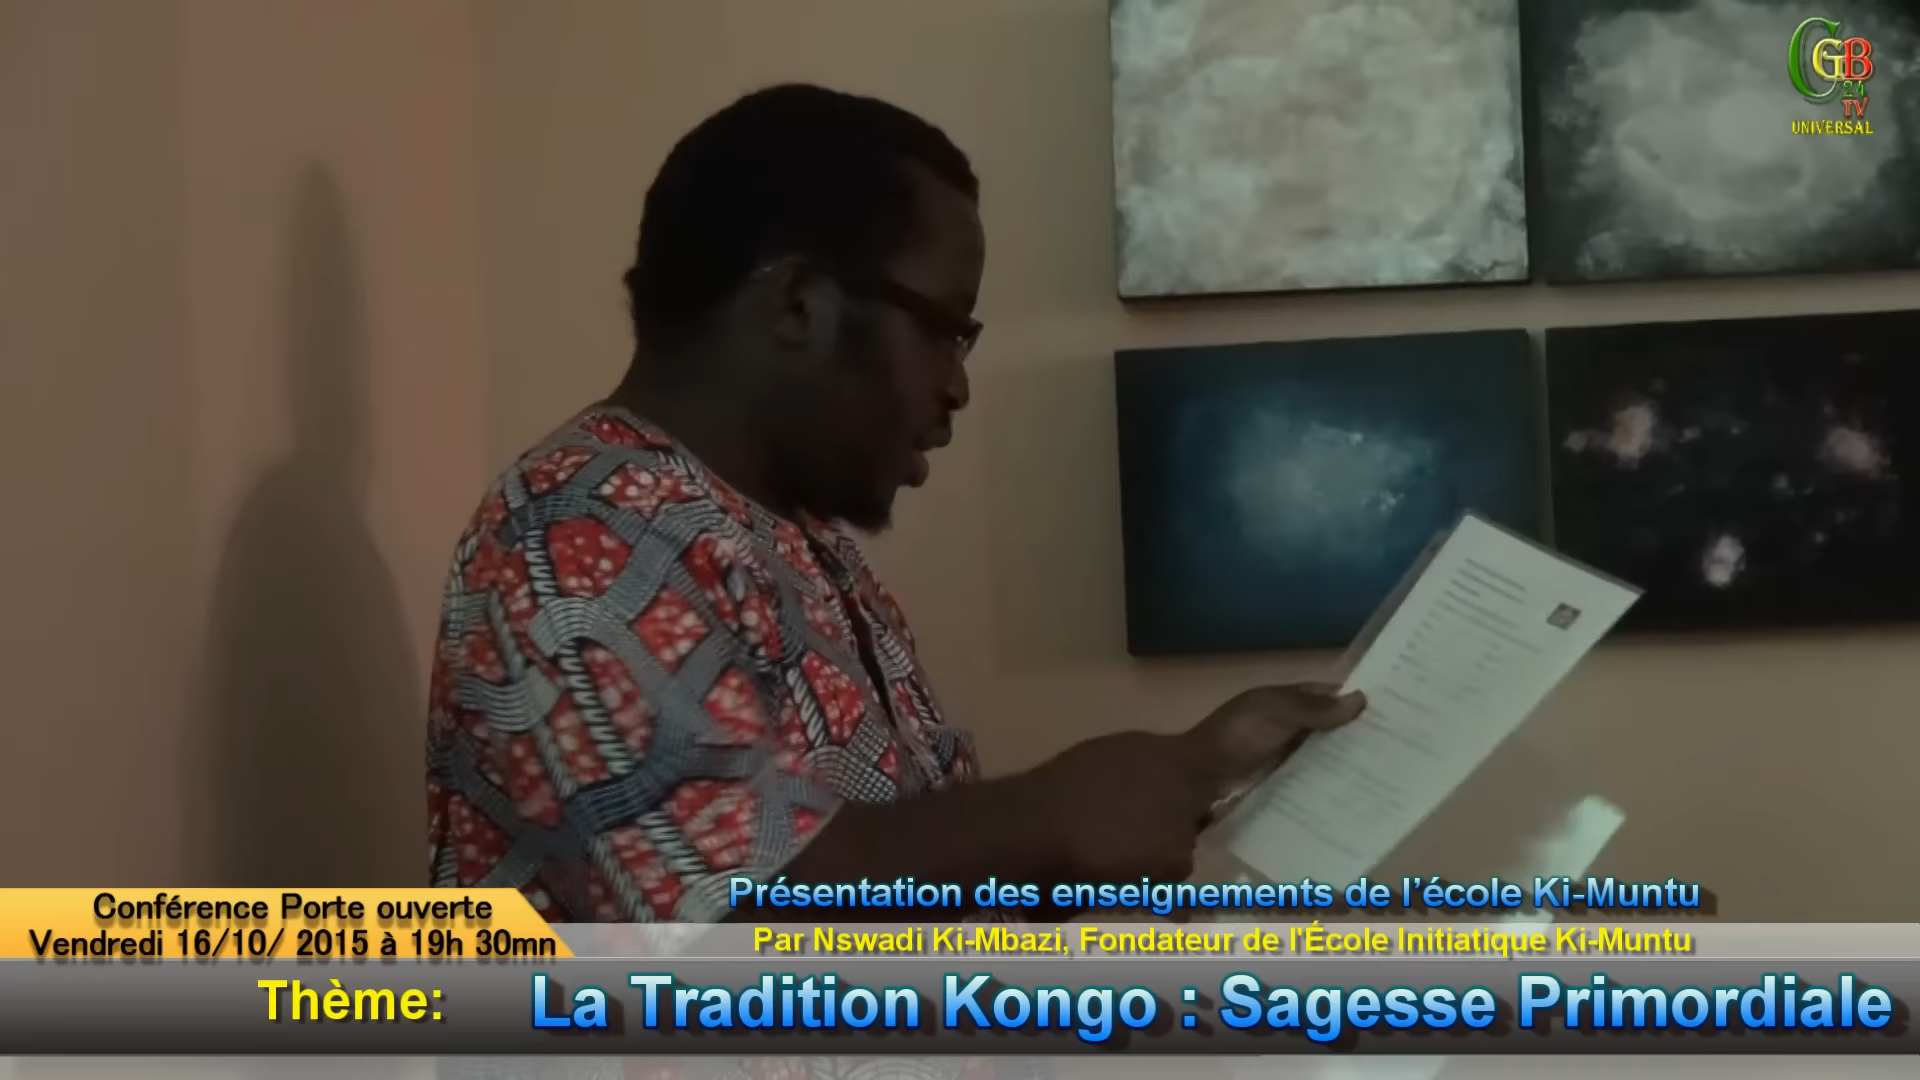 CGB
24
TV
UNIVERSAL
Présentation des enseignements de l’école Ki-Muntu
Conférence Porte ouverte
Vendredi 16/10/ 2015 à 19h 30mn
Par Nswadi Ki-Mbazi, Fondateur de l'École Initiatique Ki-Muntu
Thème: La Tradition Kongo : Sagesse Primordiale